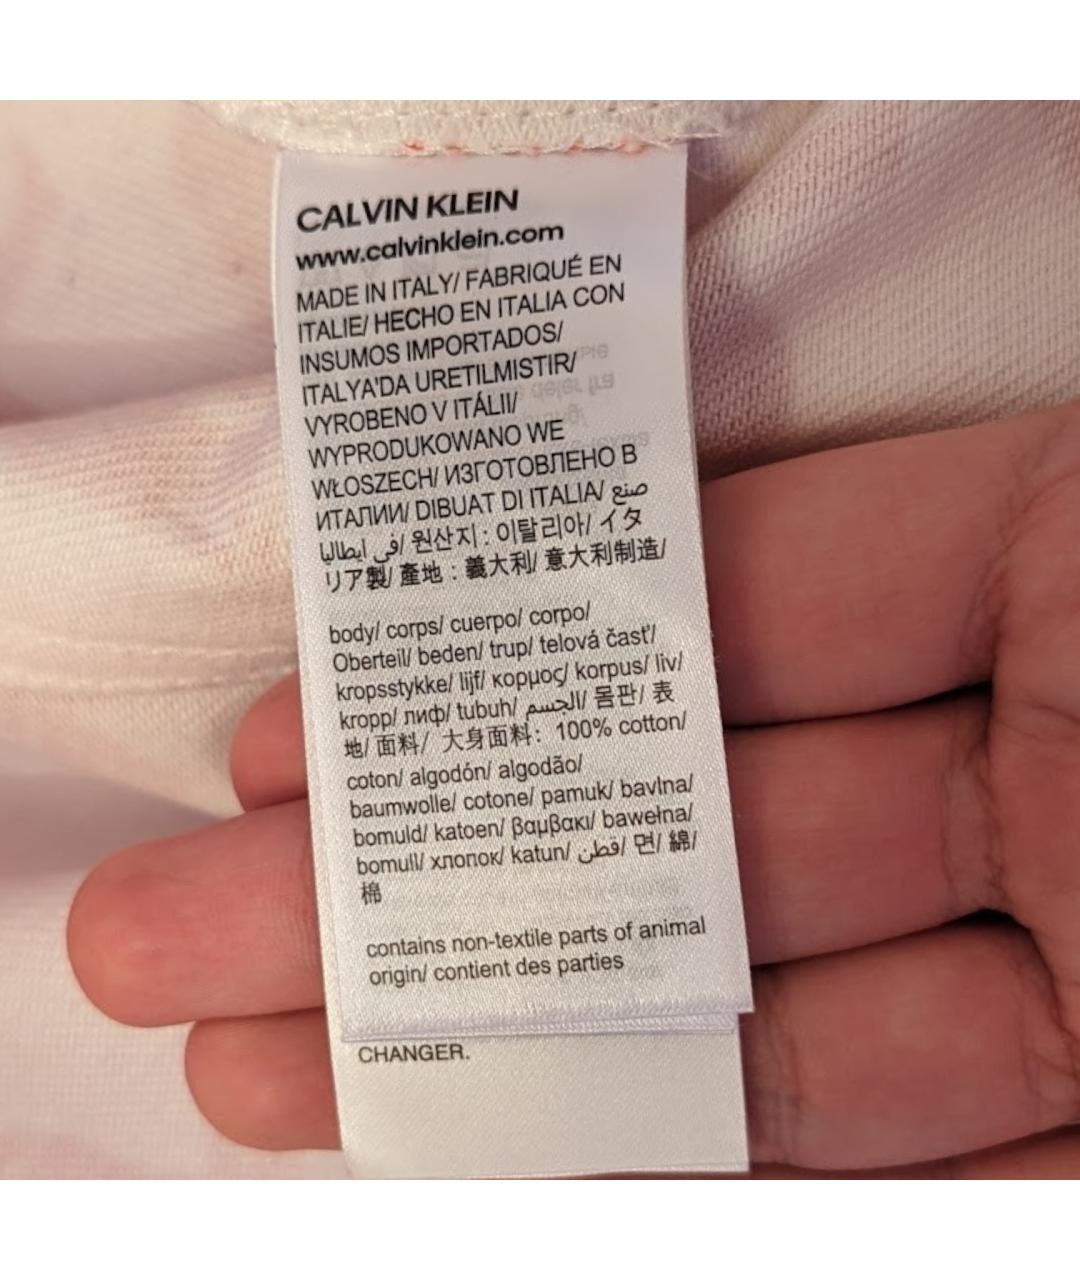 CALVIN KLEIN
www.calvinklein.com
MADE IN ITALY/ FABRIQUÉ EN
ITALIE/ HECHO EN ITALIA CON
INSUMOS IMPORTADOS/
ITALYA'DA URETILMISTIR/
VYROBENO V ITÁLII/
WYPRODUKOWANO WE
WŁOSZECH/ ИЗГОТОВЛЕНО В
ИТАЛИИ/ DIBUAT DI ITALIA/ صنع
في ايطاليا/ 원산지 : 이탈리아/ イタ
リア製/ 產地 : 義大利/ 意大利制造/
body/ corps/ cuerpo/ corpo/
Oberteil/ beden/ trup/ telová časť/
kropsstykke/ lijf/ κορμος/ korpus/ liv/
kropp/ лиф/ tubuh/ الجسم/ 몸판/ 表
地/ 面料/ 大身面料: 100% cotton/
coton/ algodón/ algodão/
baumwolle/ cotone/ pamuk/ bavlna/
bomuld/ katoen/ βαμβακι/ bawełna/
bomull/ хлопок/ katun/ قطن/ 면/ 綿/
棉
contains non-textile parts of animal
origin/ contient des parties
CHANGER.